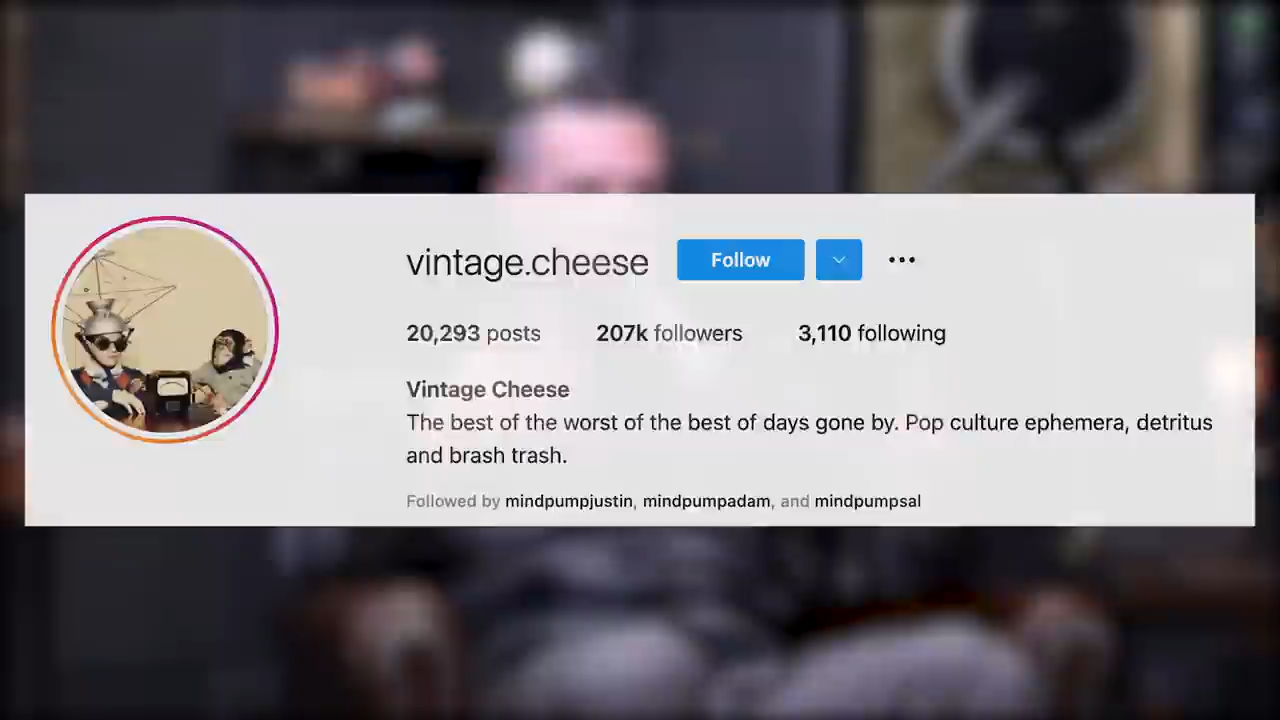 vintage.cheese Follow
20,293 posts 207k followers 3,110 following
Vintage Cheese
The best of the worst of the best of days gone by. Pop culture ephemera, detritus
and brash trash.
Followed by mindpumpjustin, mindpumpadam, and mindpumpsal